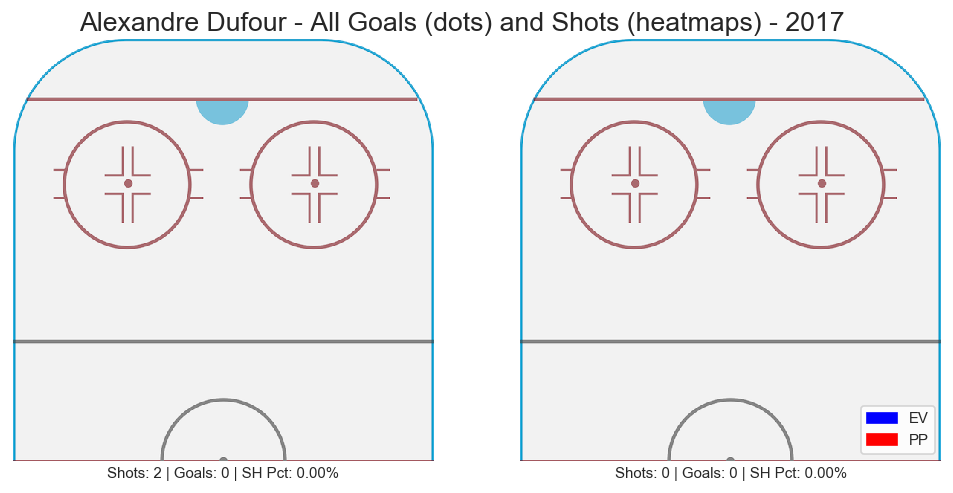 Alexandre Dufour - All Goals (dots) and Shots (heatmaps) - 2017
EV
PP
Shots: 2 | Goals: 0 | SH Pct: 0.00%
Shots: 0 | Goals: 0 | SH Pct: 0.00%